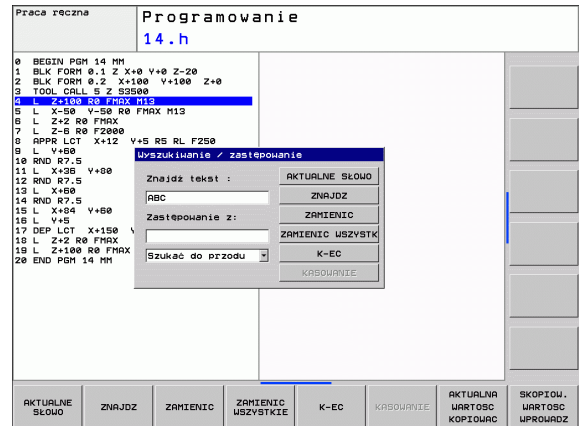 Praca ręczna
Programowanie
14.h
0 BEGIN PGM 14 MM
1 BLK FORM 0.1 Z X+0 Y+0 Z-20
2 BLK FORM 0.2 X+100 Y+100 Z+0
3 TOOL CALL 5 Z S3500
4 L Z+100 R0 FMAX M13
5 L X-50 Y-50 R0 FMAX M13
6 L Z+2 R0 FMAX
7 L Z-6 R0 F2000
8 APPR LCT X+12 Y+5 R5 RL F250
9 L Y+60
10 RND R7.5
11 L X+36 Y+80
12 RND R7.5
13 L X+60
14 RND R7.5
15 L X+84 Y+60
16 L Y+5
17 DEP LCT X+150 Y
18 L Z+2 R0 FMAX
19 L Z+100 R0 FMAX
20 END PGM 14 MM
Wyszukiwanie / zastępowanie
Znajdż tekst :
ABC
Zastępowanie z:
Szukać do przodu
AKTUALNE SŁOWO
ZNAJDZ
ZAMIENIC
ZAMIENIC WSZYSTK
K-EC
KASOWANIE
AKTUALNE
SŁOWO
ZNAJDZ
ZAMIENIC
ZAMIENIC
WSZYSTKIE
K-EC
KASOWANIE
AKTUALNA
WARTOSC
KOPIOWAC
SKOPIOW.
WARTOSC
WPROWADZ